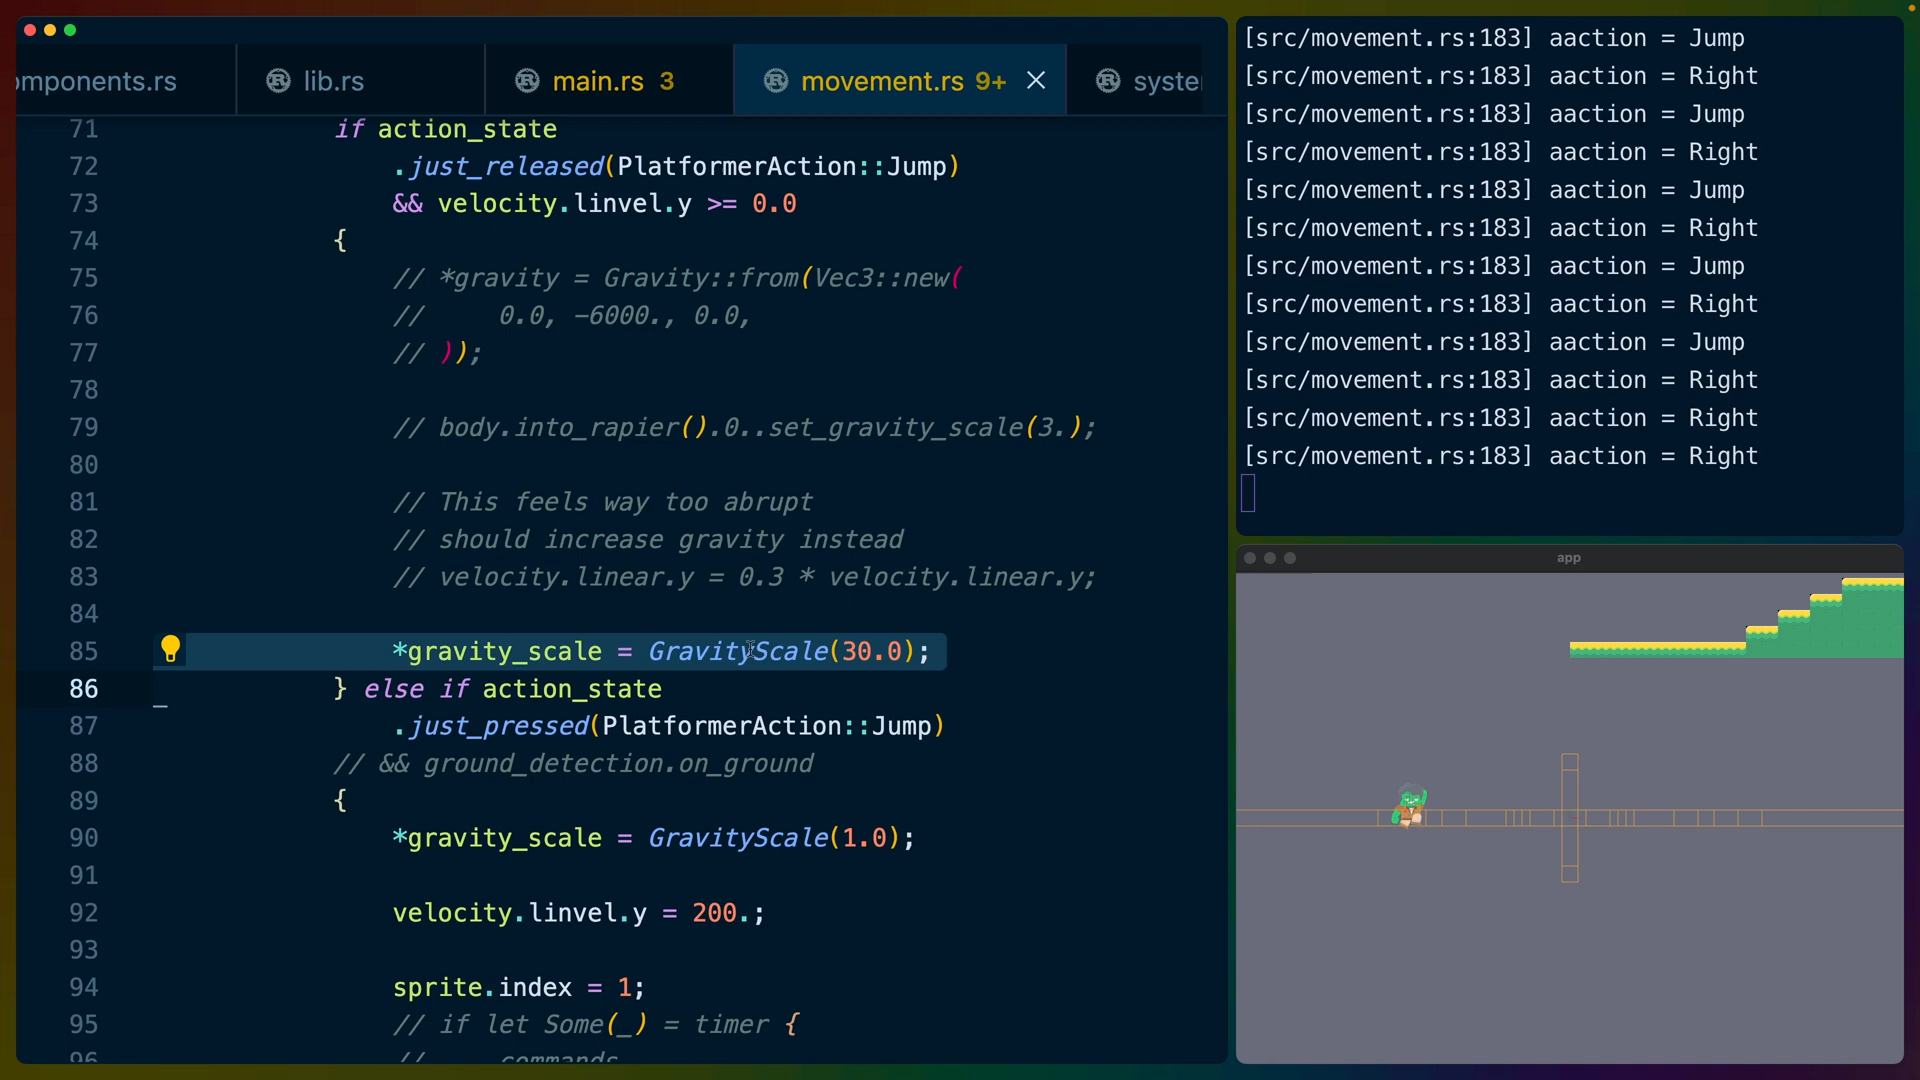 omponents.rs
lib.rs
main.rs 3
movement.rs 9+
syste
71 if action_state
72 .just_released(PlatformerAction::Jump)
73 && velocity.linvel.y >= 0.0
74 {
75 // *gravity = Gravity::from(Vec3::new(
76 // 0.0, -6000., 0.0,
77 // ));
78
79 // body.into_rapier().0..set_gravity_scale(3.);
80
81 // This feels way too abrupt
82 // should increase gravity instead
83 // velocity.linear.y = 0.3 * velocity.linear.y;
84
85 *gravity_scale = GravityScale(30.0);
86 } else if action_state
87 .just_pressed(PlatformerAction::Jump)
88 // && ground_detection.on_ground
89 {
90 *gravity_scale = GravityScale(1.0);
91
92 velocity.linvel.y = 200.;
93
94 sprite.index = 1;
95 // if let Some(_) = timer {
96 // commands
[src/movement.rs:183] aaction = Jump
[src/movement.rs:183] aaction = Right
[src/movement.rs:183] aaction = Jump
[src/movement.rs:183] aaction = Right
[src/movement.rs:183] aaction = Jump
[src/movement.rs:183] aaction = Right
[src/movement.rs:183] aaction = Jump
[src/movement.rs:183] aaction = Right
[src/movement.rs:183] aaction = Jump
[src/movement.rs:183] aaction = Right
[src/movement.rs:183] aaction = Right
[src/movement.rs:183] aaction = Right
app